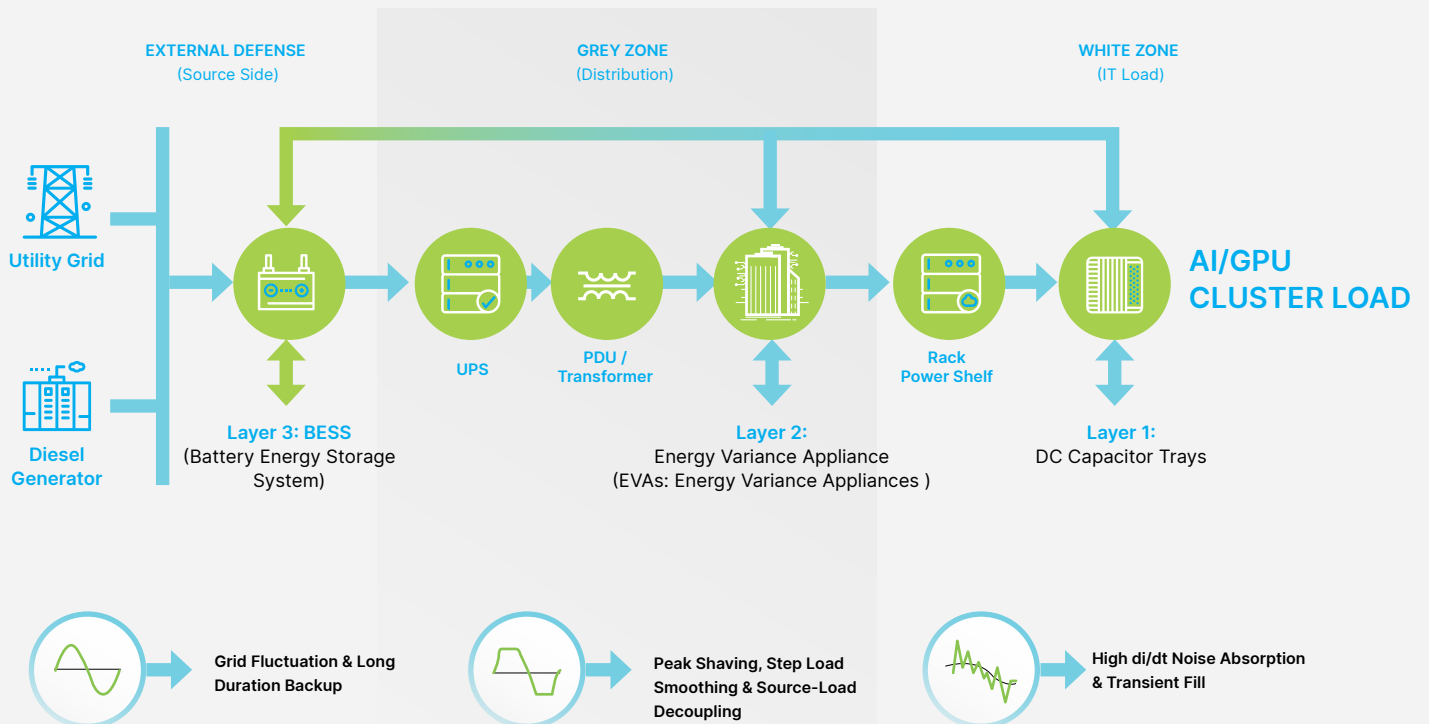 EXTERNAL DEFENSE
(Source Side)
GREY ZONE
(Distribution)
WHITE ZONE
(IT Load)
Utility Grid
Diesel
Generator
UPS
PDU /
Transformer
Rack
Power Shelf
AI/GPU
CLUSTER LOAD
Layer 3: BESS
(Battery Energy Storage
System)
Layer 2:
Energy Variance Appliance
(EVAs: Energy Variance Appliances )
Layer 1:
DC Capacitor Trays
Grid Fluctuation & Long
Duration Backup
Peak Shaving, Step Load
Smoothing & Source-Load
Decoupling
High di/dt Noise Absorption
& Transient Fill